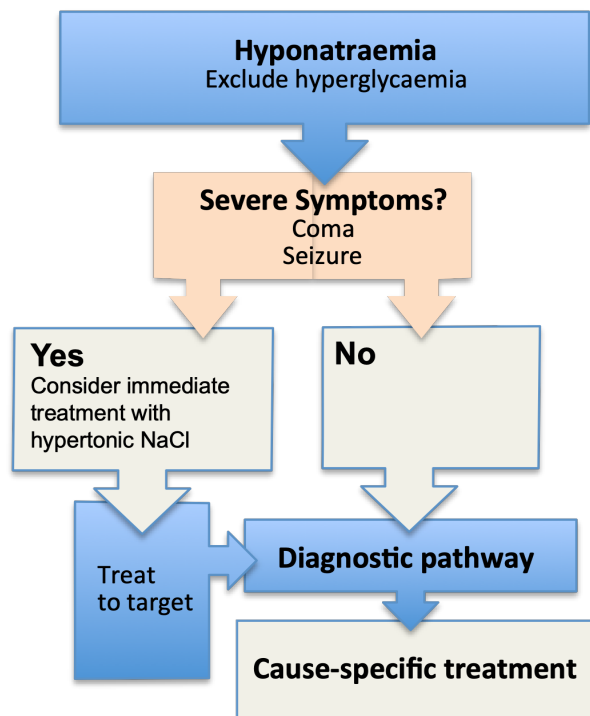 Hyponatraemia
Exclude hyperglycaemia
Severe Symptoms?
Coma
Seizure
Yes
Consider immediate
treatment with
hypertonic NaCl
No
Treat
to target
Diagnostic pathway
Cause-specific treatment